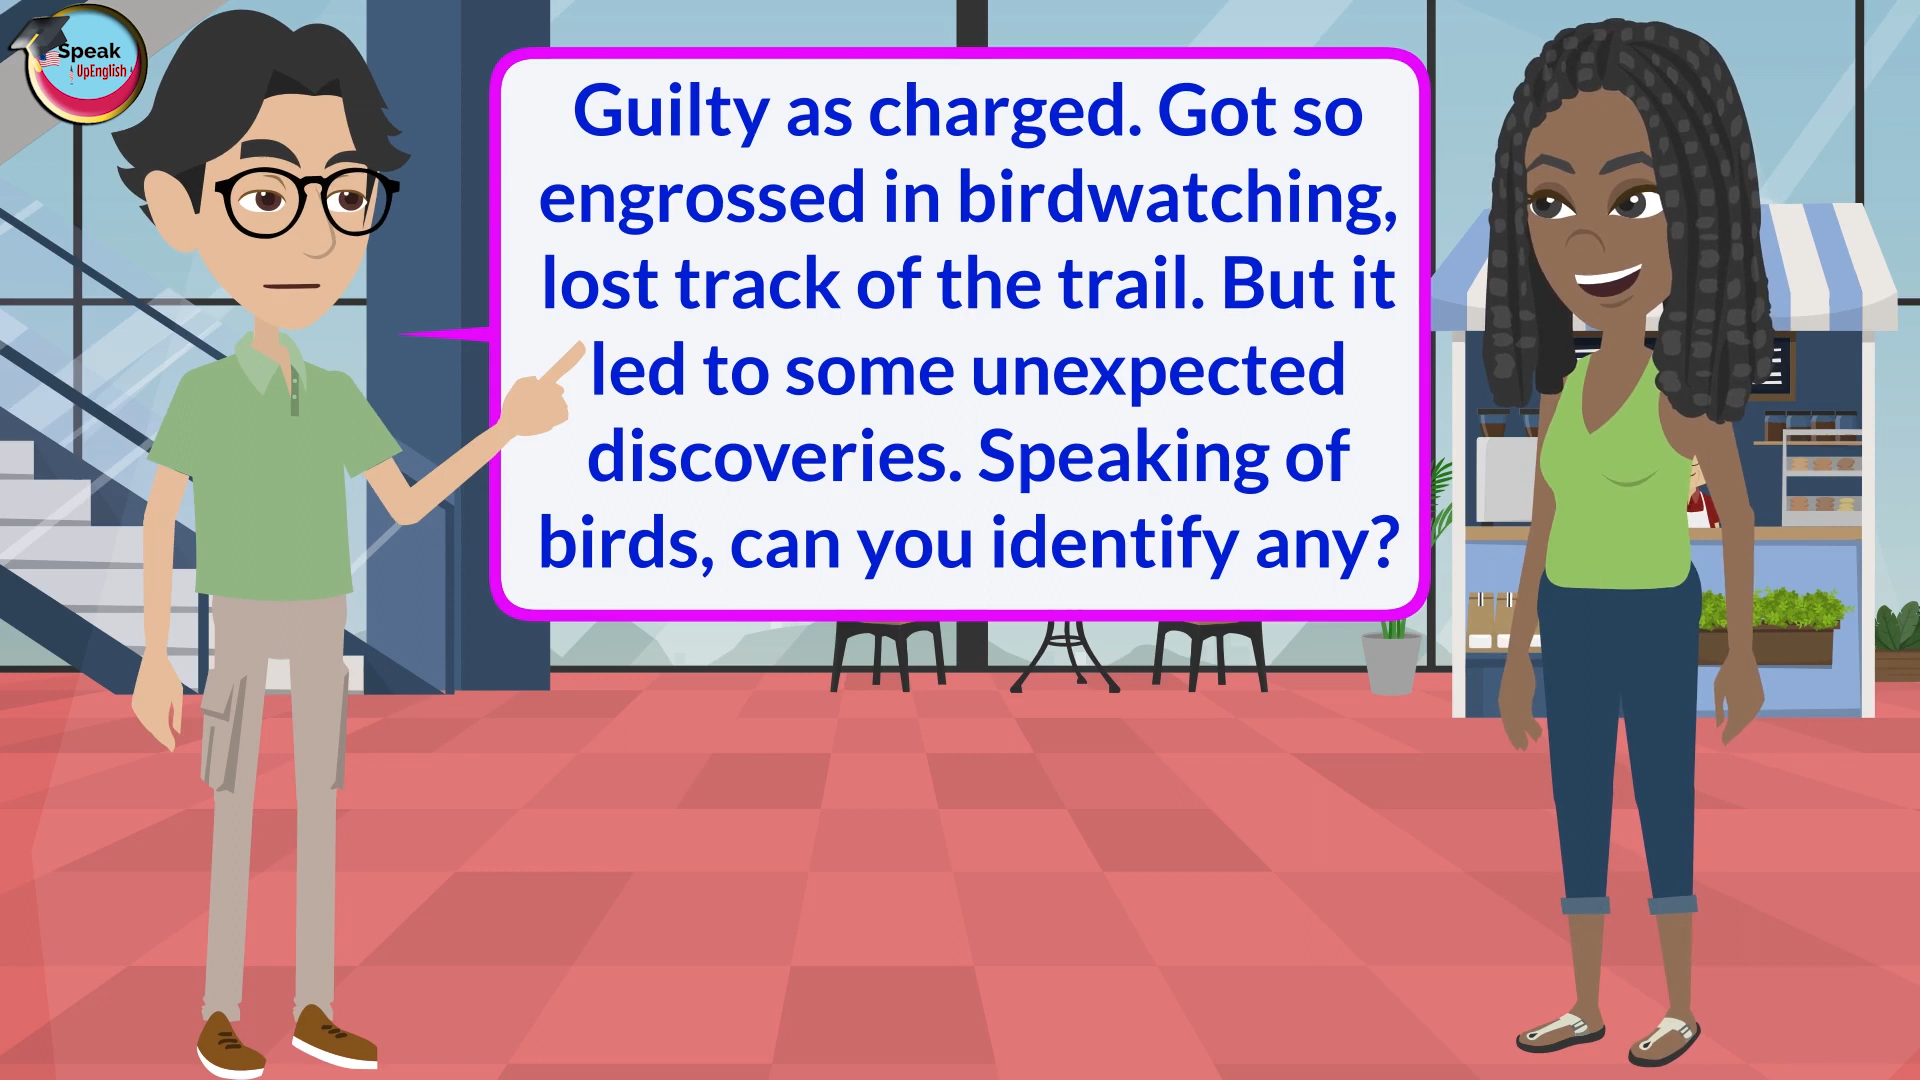 Speak
UpEnglish
Guilty as charged. Got so
engrossed in birdwatching,
lost track of the trail. But it
led to some unexpected
discoveries. Speaking of
birds, can you identify any?